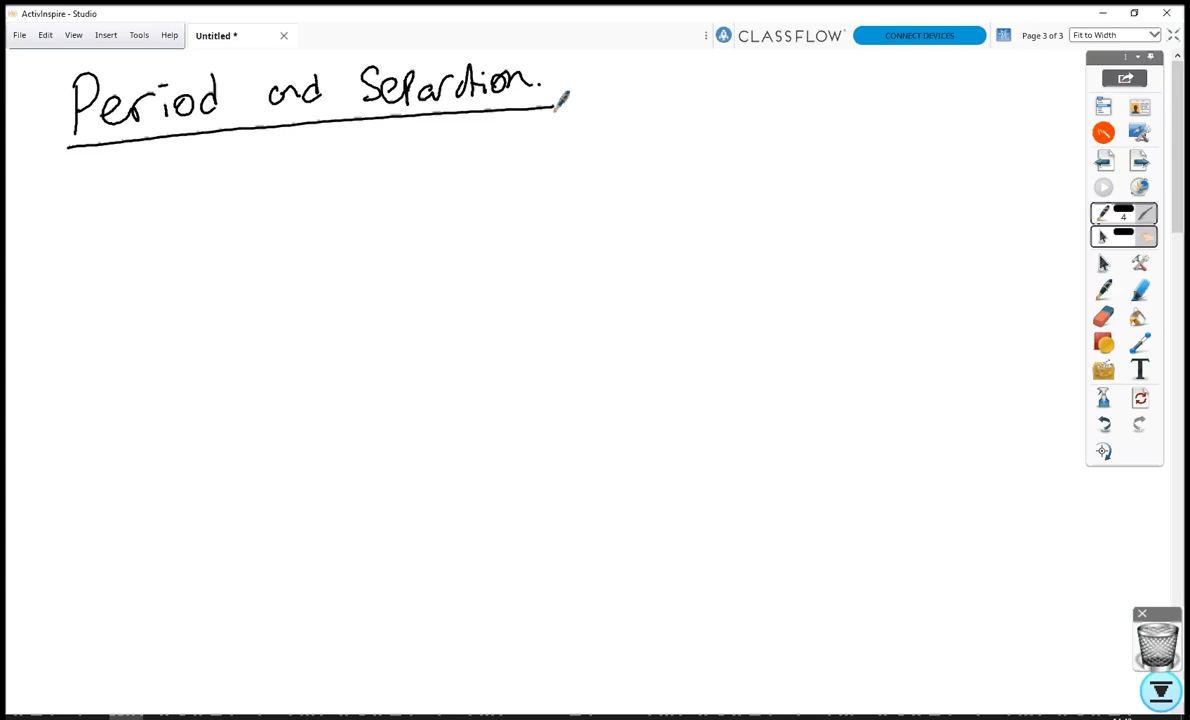 ActivInspire - Studio
File Edit View Insert Tools Help Untitled * CLASSFLOW CONNECT DEVICES Page 3 of 3 Fit to Width
Period and Separation.
4
T